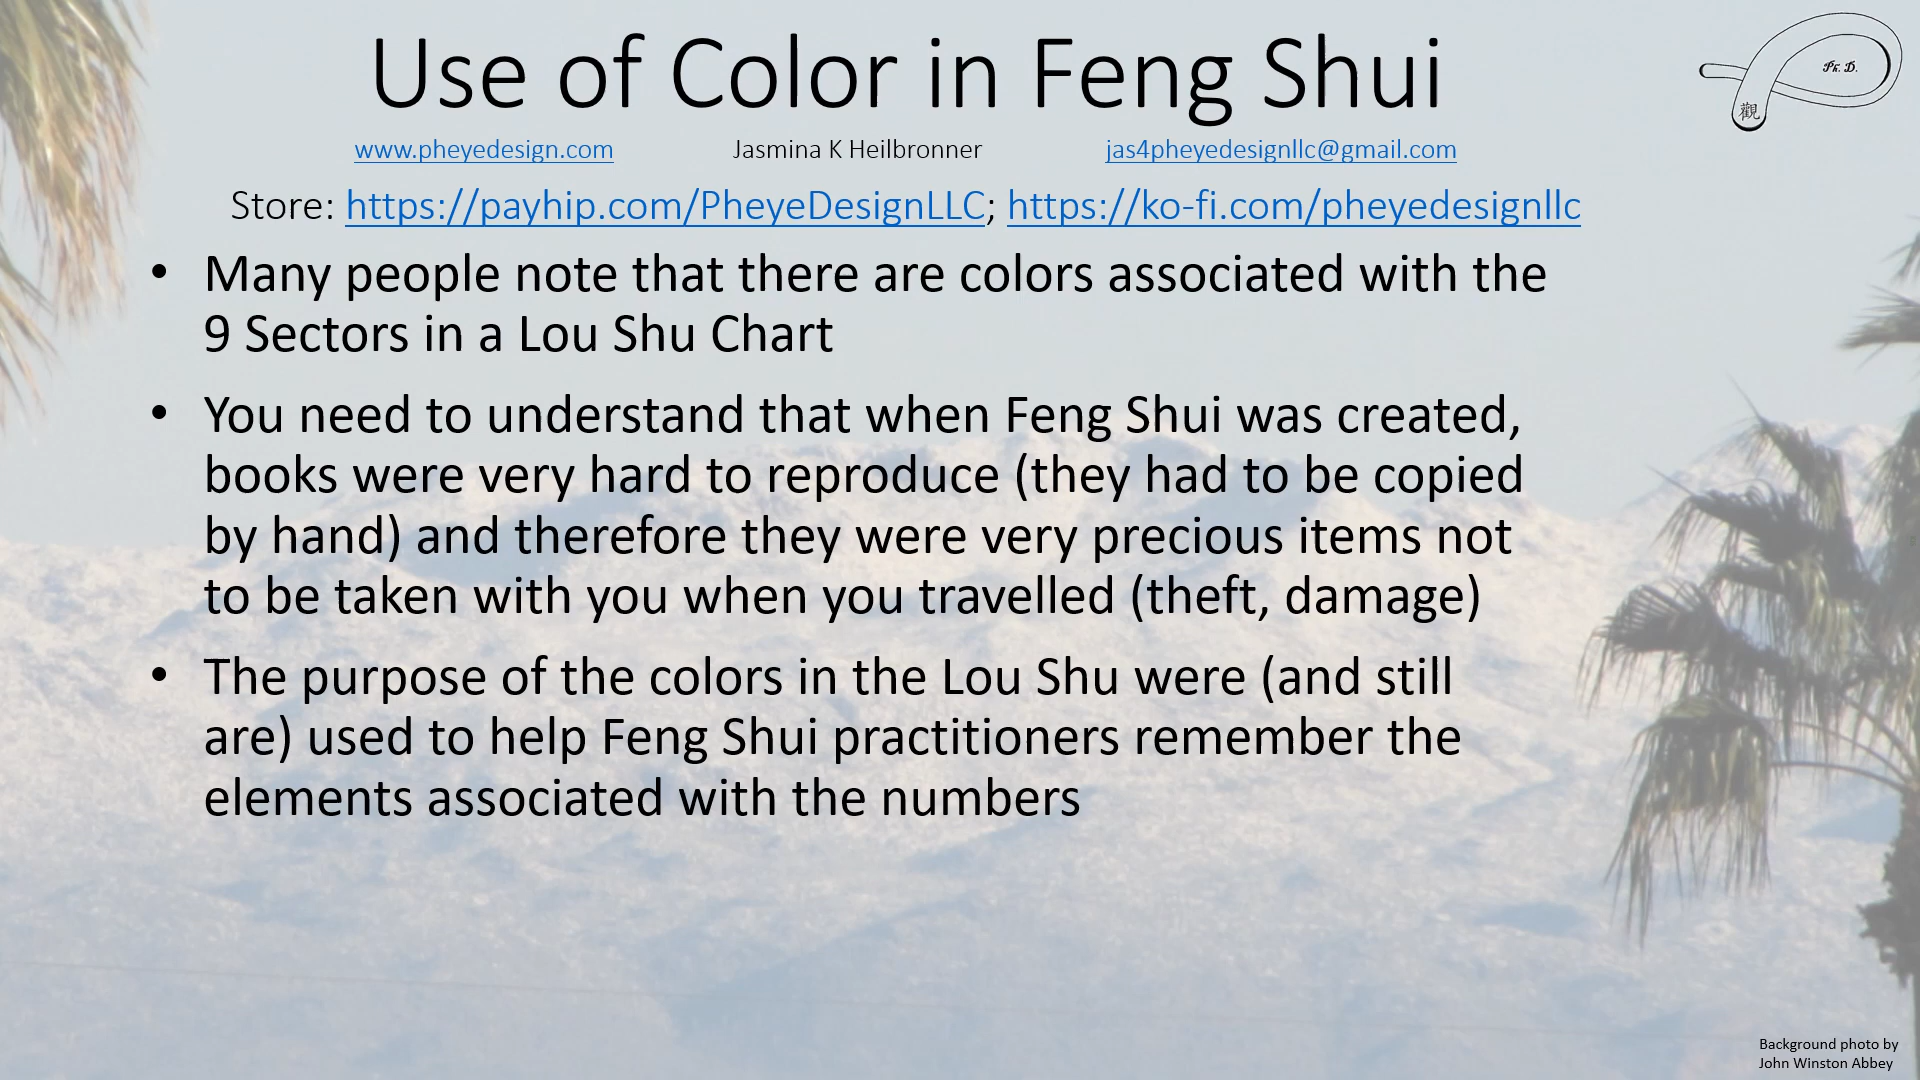 Use of Color in Feng Shui
Pk. D.
觀
www.pheyedesign.com Jasmina K Heilbronner jas4pheyedesignllc@gmail.com
Store: https://payhip.com/PheyeDesignLLC; https://ko-fi.com/pheyedesignllc
• Many people note that there are colors associated with the
9 Sectors in a Lou Shu Chart
• You need to understand that when Feng Shui was created,
books were very hard to reproduce (they had to be copied
by hand) and therefore they were very precious items not
to be taken with you when you travelled (theft, damage)
• The purpose of the colors in the Lou Shu were (and still
are) used to help Feng Shui practitioners remember the
elements associated with the numbers
Background photo by
John Winston Abbey